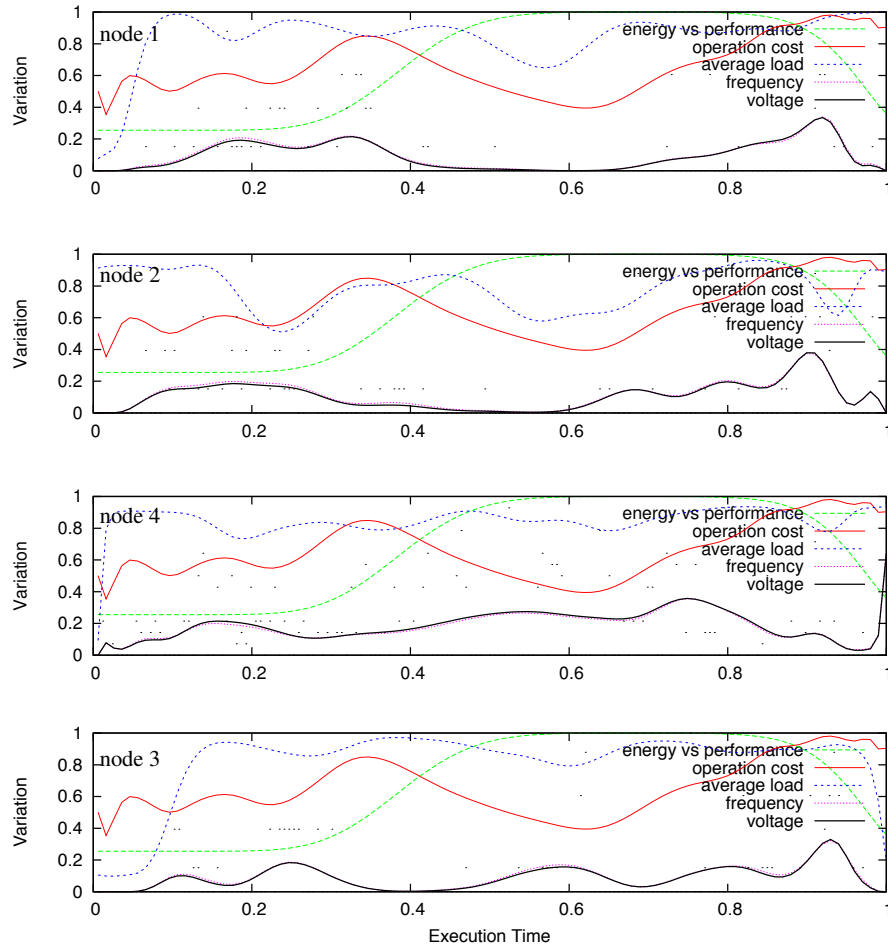 1
node 1
energy vs performance
0.8
operation cost
average load
0.6
frequency
Variation
voltage
0.4
0.2
0
0 0.2 0.4 0.6 0.8 1
1
node 2
energy vs performance
0.8
operation cost
average load
0.6
frequency
Variation
voltage
0.4
0.2
0
0 0.2 0.4 0.6 0.8 1
1
node 4
energy vs performance
0.8
operation cost
average load
0.6
frequency
Variation
voltage
0.4
0.2
0
0 0.2 0.4 0.6 0.8 1
1
node 3
energy vs performance
0.8
operation cost
average load
0.6
frequency
Variation
voltage
0.4
0.2
0
0 0.2 0.4 0.6 0.8 1
Execution Time